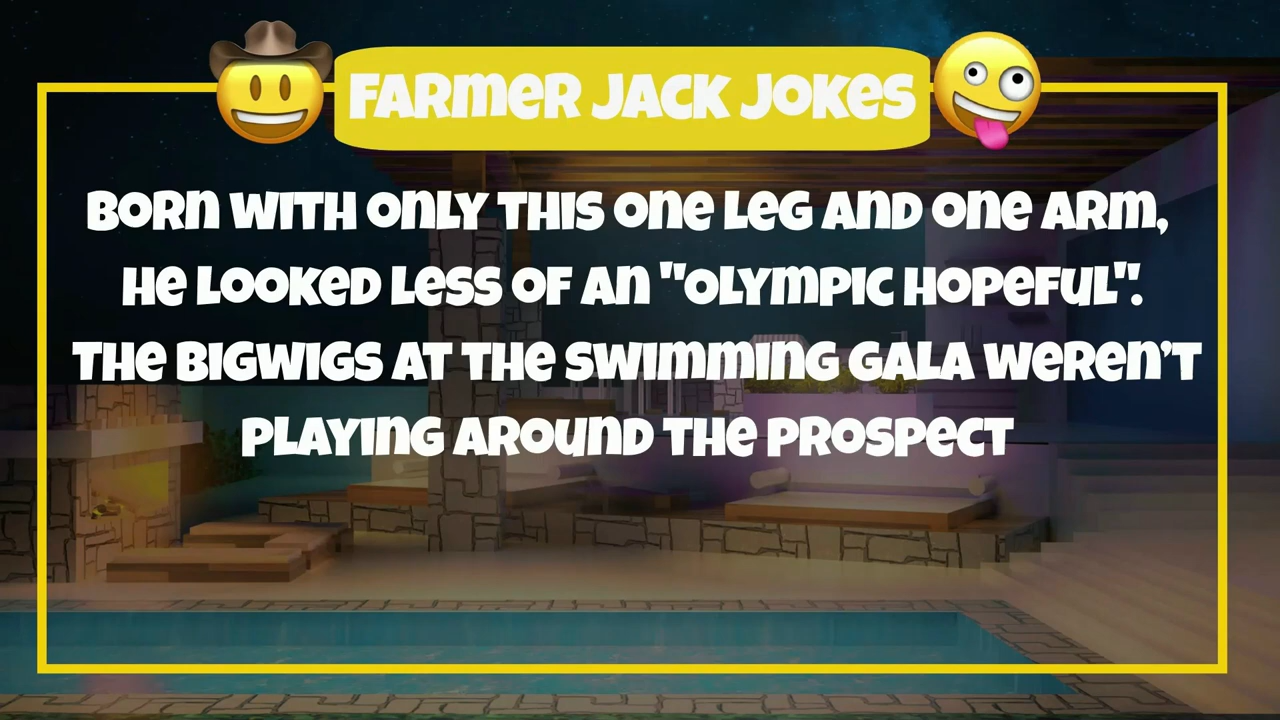 FARMER JACK JOKES
BORN WITH ONLY THIS ONE LEG AND ONE ARM,
HE LOOKED LESS OF AN "OLYMPIC HOPEFUL".
THE BIGWIGS AT THE SWIMMING GALA WEREN'T
PLAYING AROUND THE PROSPECT